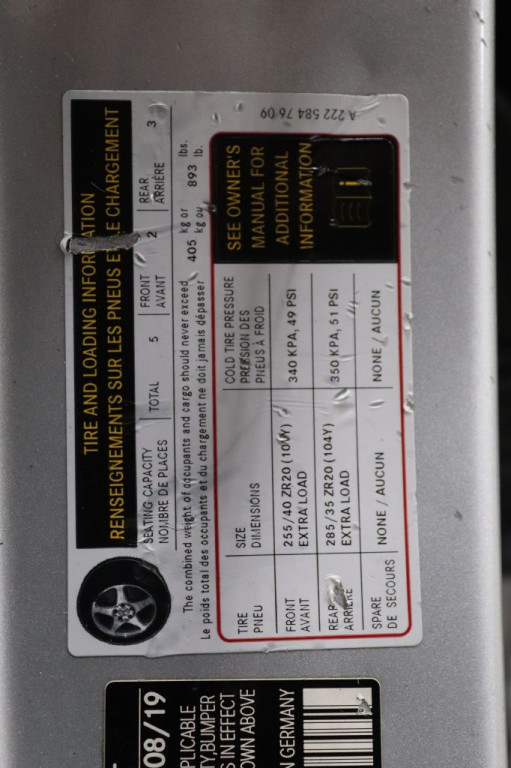 TIRE AND LOADING INFORMATION
RENSEIGNEMENTS SUR LES PNEUS ET LE CHARGEMENT
SEATING CAPACITY
NOMBRE DE PLACES
TOTAL 5
FRONT
AVANT
2
REAR
ARRIÈRE
3
The combined weight of occupants and cargo should never exceed 405 kg or 893 lbs.
Le poids total des occupants et du chargement ne doit jamais dépasser kg ou lb.
TIRE
PNEU
SIZE
DIMENSIONS
COLD TIRE PRESSURE
PRESSION DES
PNEUS À FROID
FRONT
AVANT
255/40 ZR20
EXTRA LOAD
340 KPA, 49 PSI
REAR
ARRIÈRE
285/35 ZR20 (104Y)
EXTRA LOAD
350 KPA, 51 PSI
SPARE
DE SECOURS
NONE / AUCUN
NONE / AUCUN
SEE OWNER'S
MANUAL FOR
ADDITIONAL
INFORMATION
A 222 584 76 09
08/19
PLICABLE
TY,BUMPER
S IN EFFECT
OWN ABOVE
N GERMANY